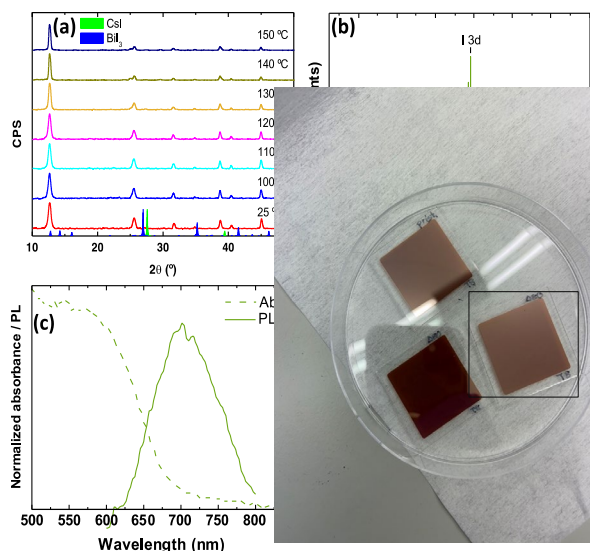 (a)
CsI
BiI3
150 ºC
140 ºC
130
120
110
100
25 º
CPS
10 20 30 40
2θ (º)
(b)
I 3d
nts)
(c)
Ab
PL
Normalized absorbance / PL
500 550 600 650 700 750 800
Wavelength (nm)